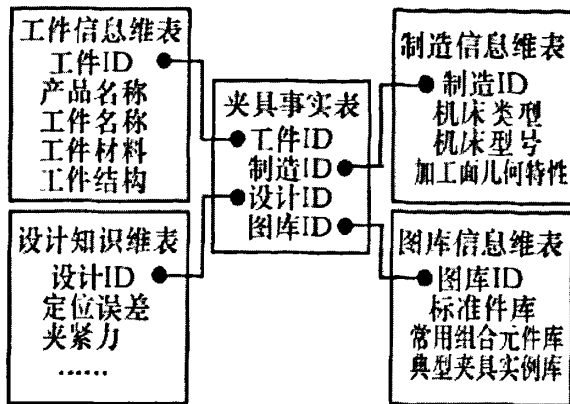 工件信息维表
工件ID
产品名称
工件名称
工件材料
工件结构
夹具事实表
工件ID
制造ID
设计ID
图库ID
制造信息维表
制造ID
机床类型
机床型号
加工面几何特性
设计知识维表
设计ID
定位误差
夹紧力
……
图库信息维表
图库ID
标准件库
常用组合元件库
典型夹具实例库